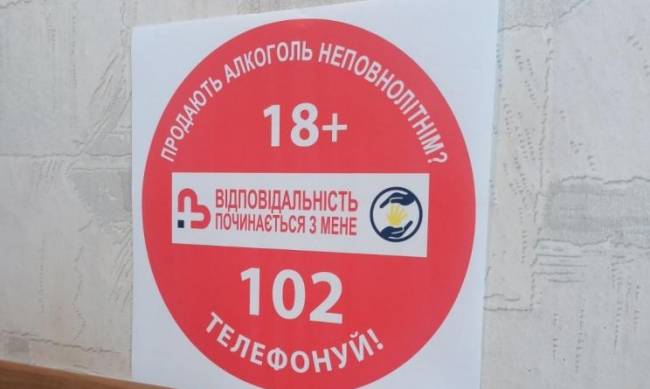 ПРОДАЮТЬ АЛКОГОЛЬ НЕПОВНОЛІТНІМ?
18+
ВІДПОВІДАЛЬНІСТЬ
ПОЧИНАЄТЬСЯ З МЕНЕ
102
ТЕЛЕФОНУЙ!